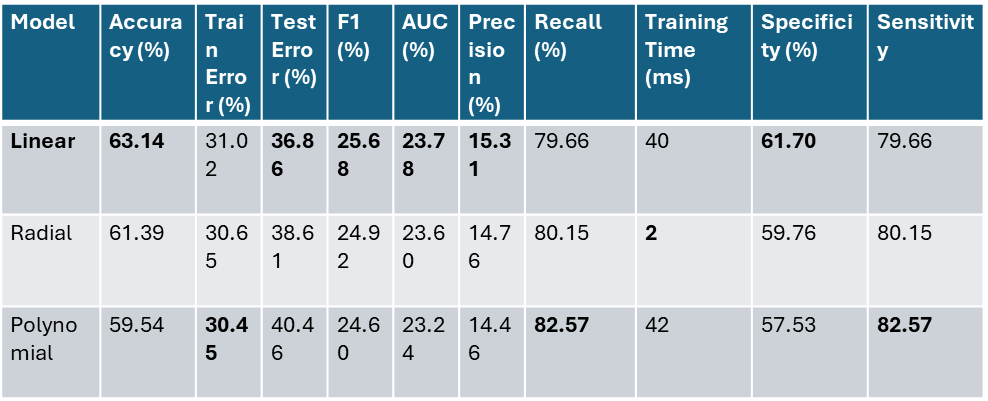 Model Accuracy (%) Train Error (%) Test Error (%) F1 (%) AUC (%) Precision (%) Recall (%) Training Time (ms) Specificity (%) Sensitivity
Linear 63.14 31.02 36.86 25.68 23.78 15.31 79.66 40 61.70 79.66
Radial 61.39 30.65 38.61 24.92 23.60 14.76 80.15 2 59.76 80.15
Polynomial 59.54 30.45 40.46 24.60 23.24 14.46 82.57 42 57.53 82.57